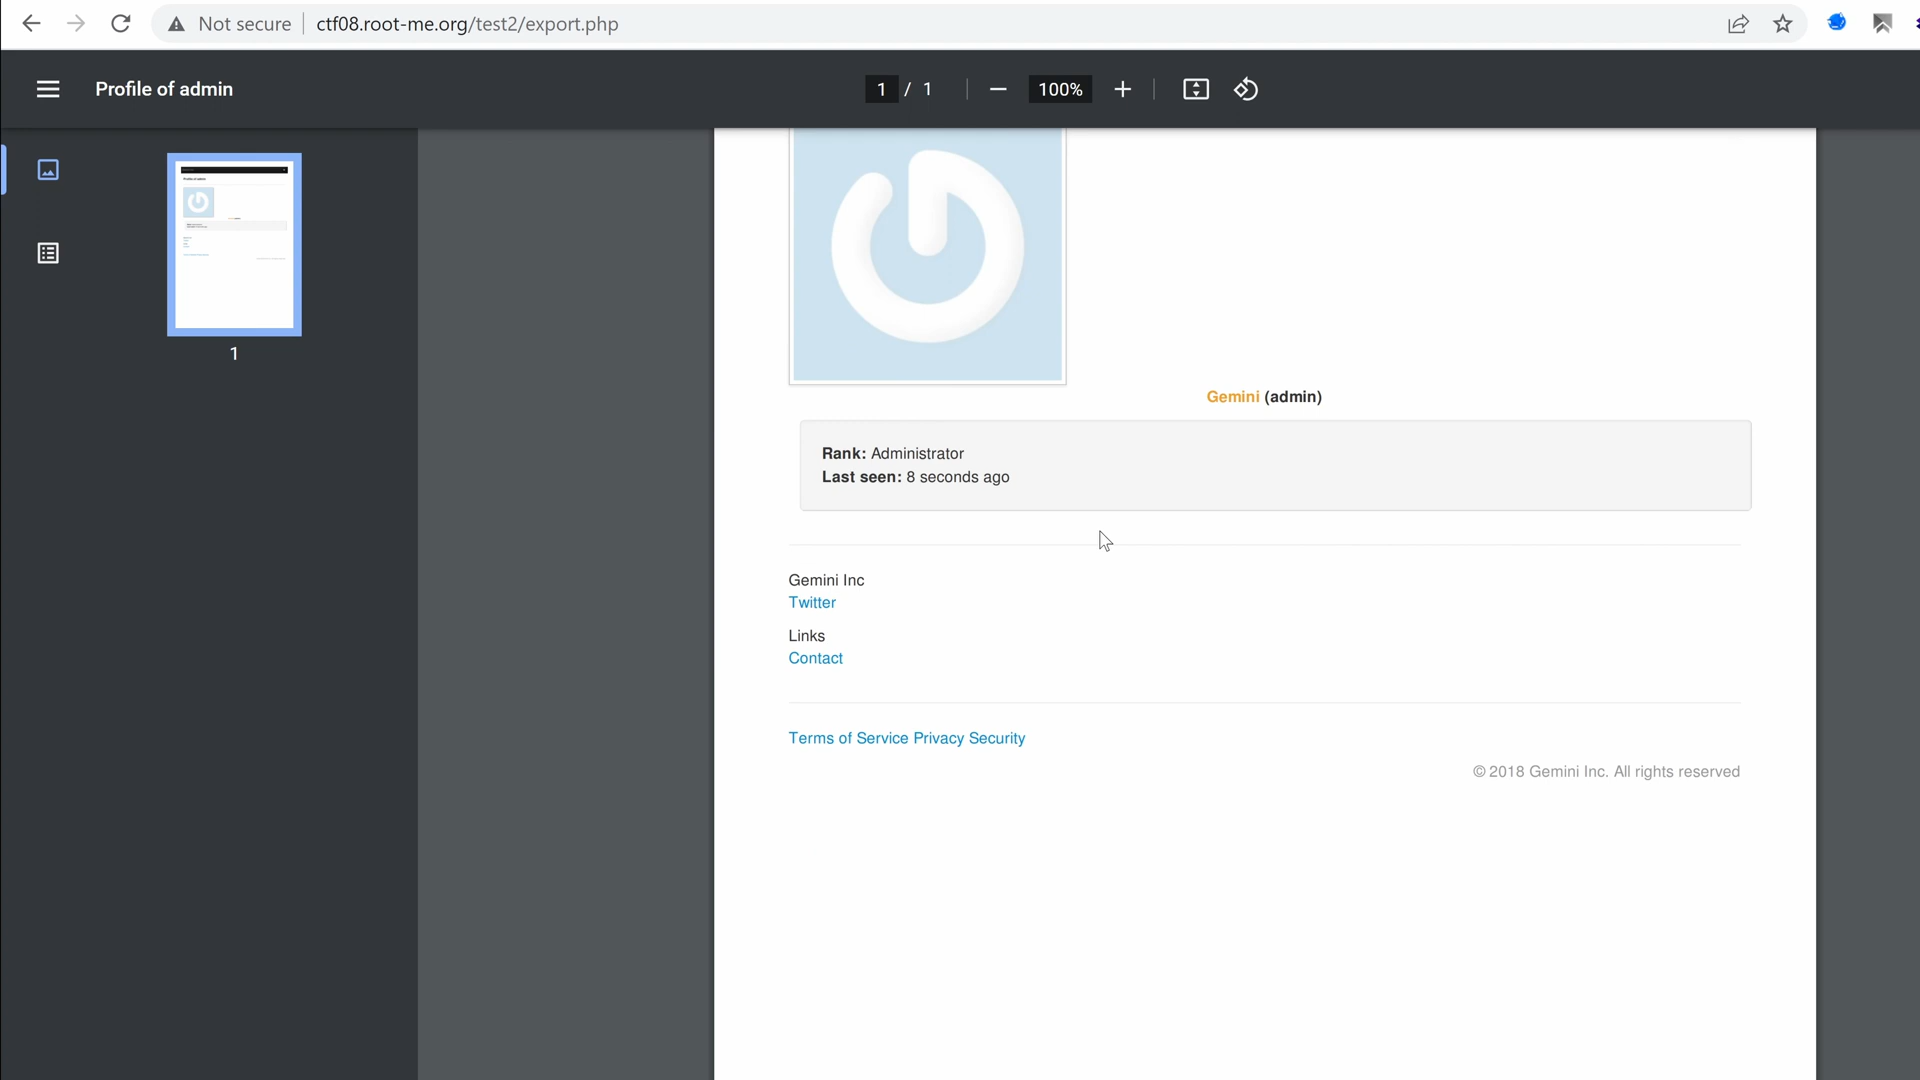 Not secure
ctf08.root-me.org/test2/export.php
Profile of admin
1 / 1
100%
1
Gemini (admin)
Rank: Administrator
Last seen: 8 seconds ago
Gemini Inc
Twitter
Links
Contact
Terms of Service Privacy Security
© 2018 Gemini Inc. All rights reserved